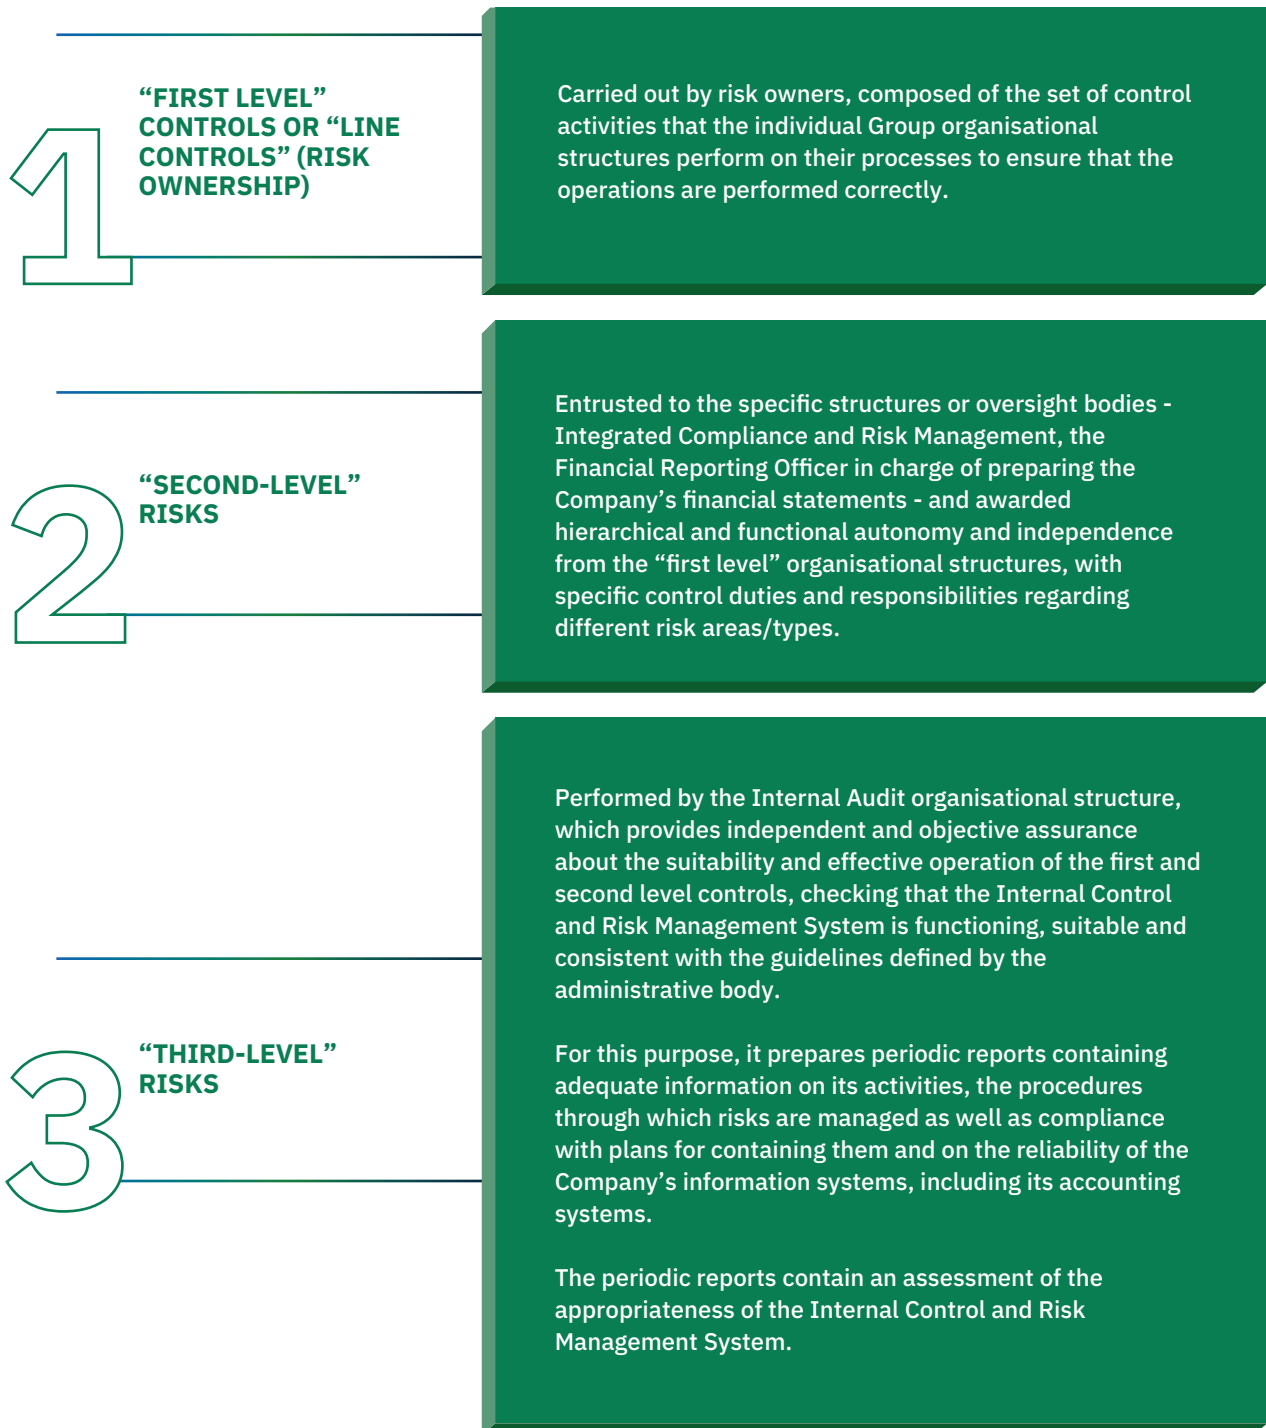 1
“FIRST LEVEL”
CONTROLS OR “LINE
CONTROLS” (RISK
OWNERSHIP)
Carried out by risk owners, composed of the set of control
activities that the individual Group organisational
structures perform on their processes to ensure that the
operations are performed correctly.
2
“SECOND-LEVEL”
RISKS
Entrusted to the specific structures or oversight bodies -
Integrated Compliance and Risk Management, the
Financial Reporting Officer in charge of preparing the
Company’s financial statements - and awarded
hierarchical and functional autonomy and independence
from the “first level” organisational structures, with
specific control duties and responsibilities regarding
different risk areas/types.
3
“THIRD-LEVEL”
RISKS
Performed by the Internal Audit organisational structure,
which provides independent and objective assurance
about the suitability and effective operation of the first and
second level controls, checking that the Internal Control
and Risk Management System is functioning, suitable and
consistent with the guidelines defined by the
administrative body.
For this purpose, it prepares periodic reports containing
adequate information on its activities, the procedures
through which risks are managed as well as compliance
with plans for containing them and on the reliability of the
Company’s information systems, including its accounting
systems.
The periodic reports contain an assessment of the
appropriateness of the Internal Control and Risk
Management System.